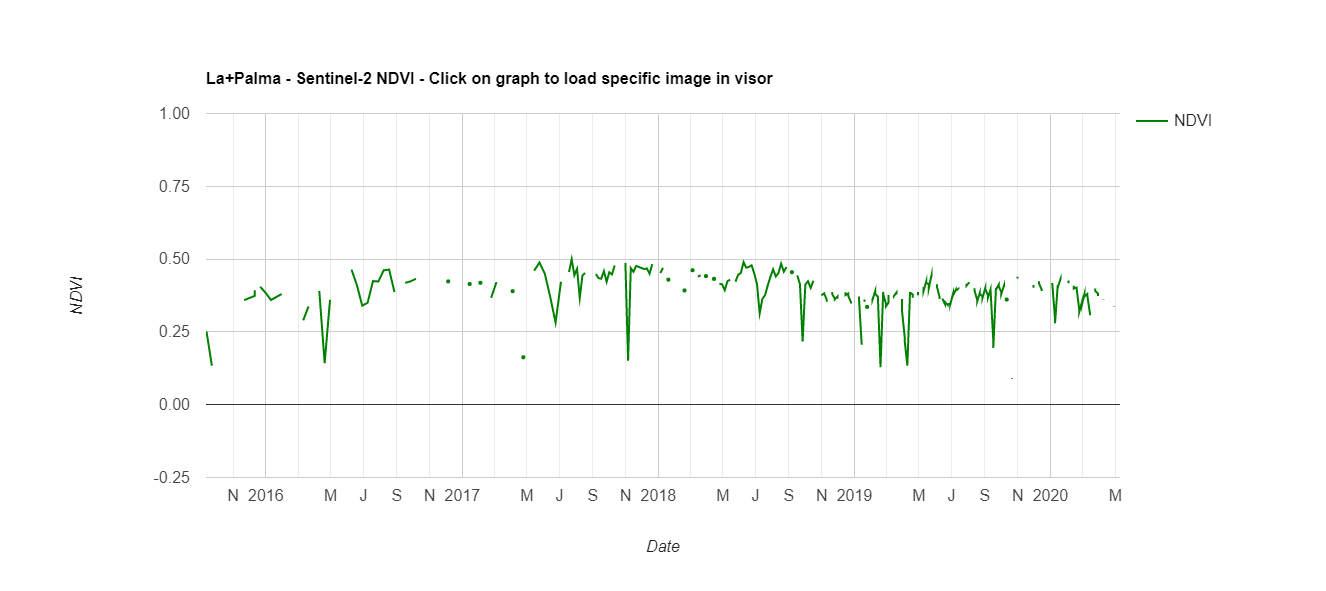 La+Palma - Sentinel-2 NDVI - Click on graph to load specific image in visor
1.00
NDVI
0.75
0.50
NDVI
0.25
0.00
-0.25
N 2016 M J S N 2017 M J S N 2018 M J S N 2019 M J S N 2020 M
Date